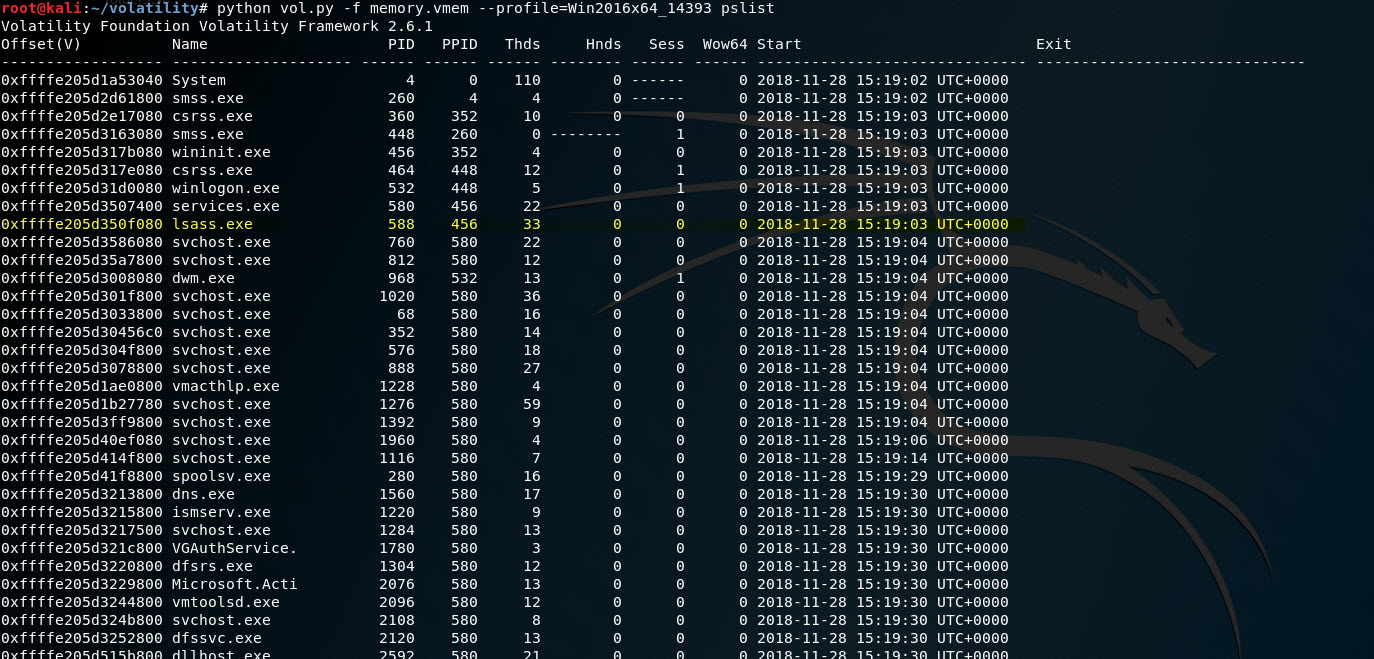 root@kali:~/volatility# python vol.py -f memory.vmem --profile=Win2016x64_14393 pslist
Volatility Foundation Volatility Framework 2.6.1
Offset(V)          Name                    PID   PPID   Thds     Hnds   Sess  Wow64 Start                          Exit
------------------ -------------------- ------ ------ ------ -------- ------ ------ ------------------------------ ------------------------------
0xffffe205d1a53040 System                    4      0    110        0 ------      0 2018-11-28 15:19:02 UTC+0000
0xffffe205d2d61800 smss.exe                260      4      4        0 ------      0 2018-11-28 15:19:02 UTC+0000
0xffffe205d2e17080 csrss.exe               360    352     10        0      0      0 2018-11-28 15:19:03 UTC+0000
0xffffe205d3163080 smss.exe                448    260      0 --------      1      0 2018-11-28 15:19:03 UTC+0000
0xffffe205d317b080 wininit.exe             456    352      4        0      0      0 2018-11-28 15:19:03 UTC+0000
0xffffe205d317e080 csrss.exe               464    448     12        0      1      0 2018-11-28 15:19:03 UTC+0000
0xffffe205d31d0080 winlogon.exe            532    448      5        0      1      0 2018-11-28 15:19:03 UTC+0000
0xffffe205d3507400 services.exe            580    456     22        0      0      0 2018-11-28 15:19:03 UTC+0000
0xffffe205d350f080 lsass.exe               588    456     33        0      0      0 2018-11-28 15:19:03 UTC+0000
0xffffe205d3586080 svchost.exe             760    580     22        0      0      0 2018-11-28 15:19:04 UTC+0000
0xffffe205d35a7800 svchost.exe             812    580     12        0      0      0 2018-11-28 15:19:04 UTC+0000
0xffffe205d3008080 dwm.exe                 968    532     13        0      1      0 2018-11-28 15:19:04 UTC+0000
0xffffe205d301f800 svchost.exe            1020    580     36        0      0      0 2018-11-28 15:19:04 UTC+0000
0xffffe205d3033800 svchost.exe              68    580     16        0      0      0 2018-11-28 15:19:04 UTC+0000
0xffffe205d30456c0 svchost.exe             352    580     14        0      0      0 2018-11-28 15:19:04 UTC+0000
0xffffe205d304f800 svchost.exe             576    580     18        0      0      0 2018-11-28 15:19:04 UTC+0000
0xffffe205d3078800 svchost.exe             888    580     27        0      0      0 2018-11-28 15:19:04 UTC+0000
0xffffe205d1ae0800 vmacthlp.exe           1228    580      4        0      0      0 2018-11-28 15:19:04 UTC+0000
0xffffe205d1b27780 svchost.exe            1276    580     59        0      0      0 2018-11-28 15:19:04 UTC+0000
0xffffe205d3ff9800 svchost.exe            1392    580      9        0      0      0 2018-11-28 15:19:04 UTC+0000
0xffffe205d40ef080 svchost.exe            1960    580      4        0      0      0 2018-11-28 15:19:06 UTC+0000
0xffffe205d414f800 svchost.exe            1116    580      7        0      0      0 2018-11-28 15:19:14 UTC+0000
0xffffe205d41f8800 spoolsv.exe             280    580     16        0      0      0 2018-11-28 15:19:29 UTC+0000
0xffffe205d3213800 dns.exe                1560    580     17        0      0      0 2018-11-28 15:19:30 UTC+0000
0xffffe205d3215800 ismserv.exe            1220    580      9        0      0      0 2018-11-28 15:19:30 UTC+0000
0xffffe205d3217500 svchost.exe            1284    580     13        0      0      0 2018-11-28 15:19:30 UTC+0000
0xffffe205d321c800 VGAuthService.         1780    580      3        0      0      0 2018-11-28 15:19:30 UTC+0000
0xffffe205d3220800 dfsrs.exe              1304    580     12        0      0      0 2018-11-28 15:19:30 UTC+0000
0xffffe205d3229800 Microsoft.Acti         2076    580     13        0      0      0 2018-11-28 15:19:30 UTC+0000
0xffffe205d3244800 vmtoolsd.exe           2096    580     12        0      0      0 2018-11-28 15:19:30 UTC+0000
0xffffe205d324b800 svchost.exe            2108    580      8        0      0      0 2018-11-28 15:19:30 UTC+0000
0xffffe205d3252800 dfssvc.exe             2120    580     13        0      0      0 2018-11-28 15:19:30 UTC+0000
0xffffe205d515b800 dllhost.exe            2592    580     21        0      0      0 2018-11-28 15:19:30 UTC+0000